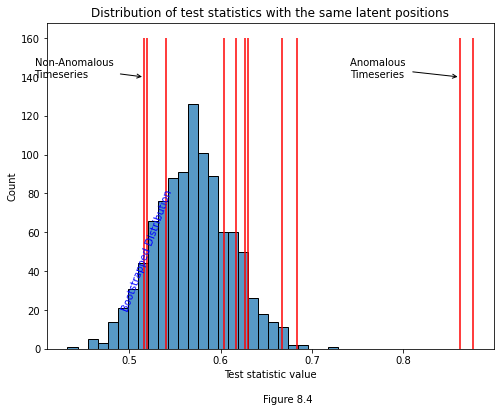 Distribution of test statistics with the same latent positions
160
140
120
100
80
60
40
20
0
Count
Non-Anomalous
Timeseries
Anomalous
Timeseries
Bootstrapped Distribution
0.5
0.6
0.7
0.8
Test statistic value
Figure 8.4